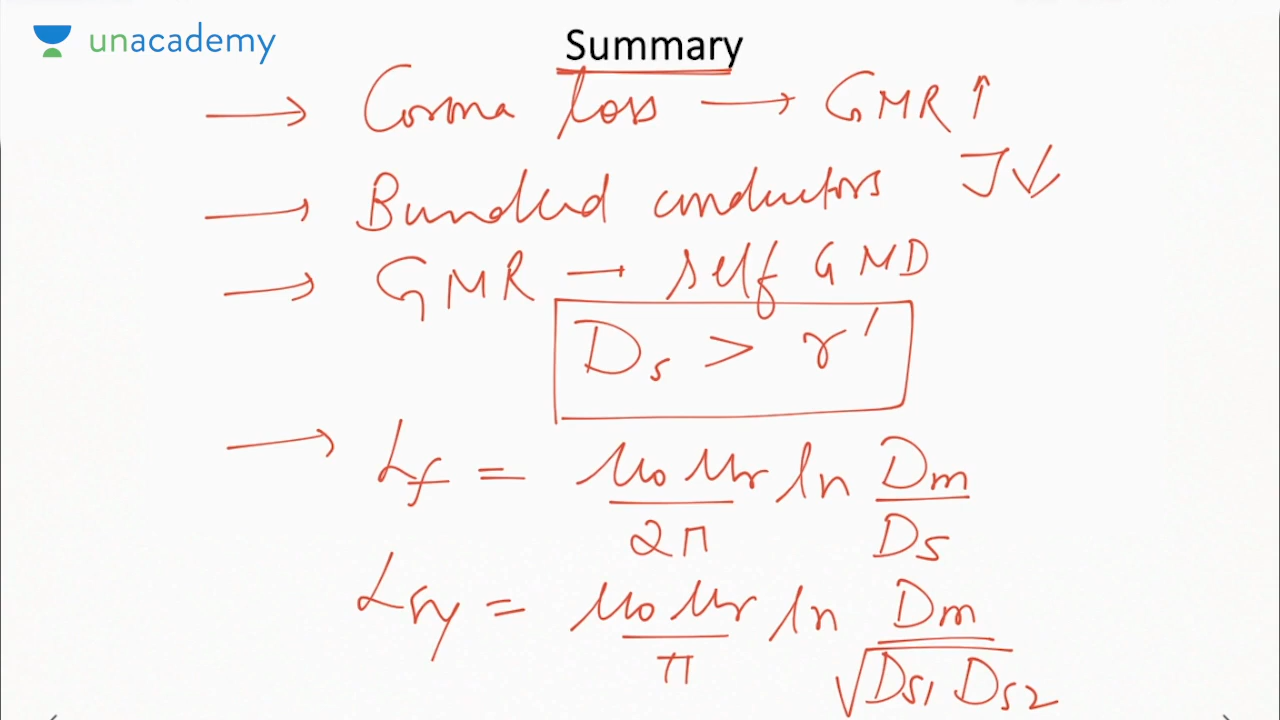 unacademy
Summary
→ Corona loss → GMR ↑
→ Bundled conductors J↓
→ GMR → self GMD
Ds > r'
→ Lf = μ0 μr / 2π ln Dm / Ds
Lry = μ0 μr / π ln Dm / √Ds1 Ds2